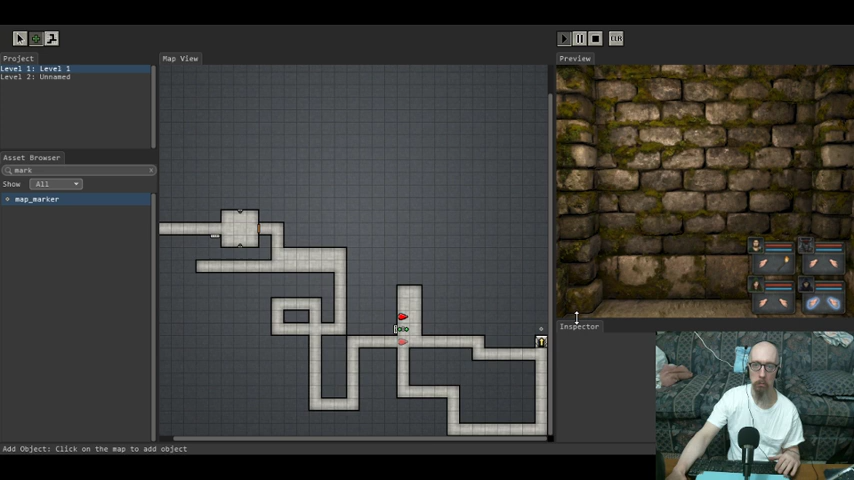 CLR
Project
Map View
Preview
Level 1: Level 1
Level 2: Unnamed
Asset Browser
mark
Show
All
map_marker
Inspector
Add Object: Click on the map to add object